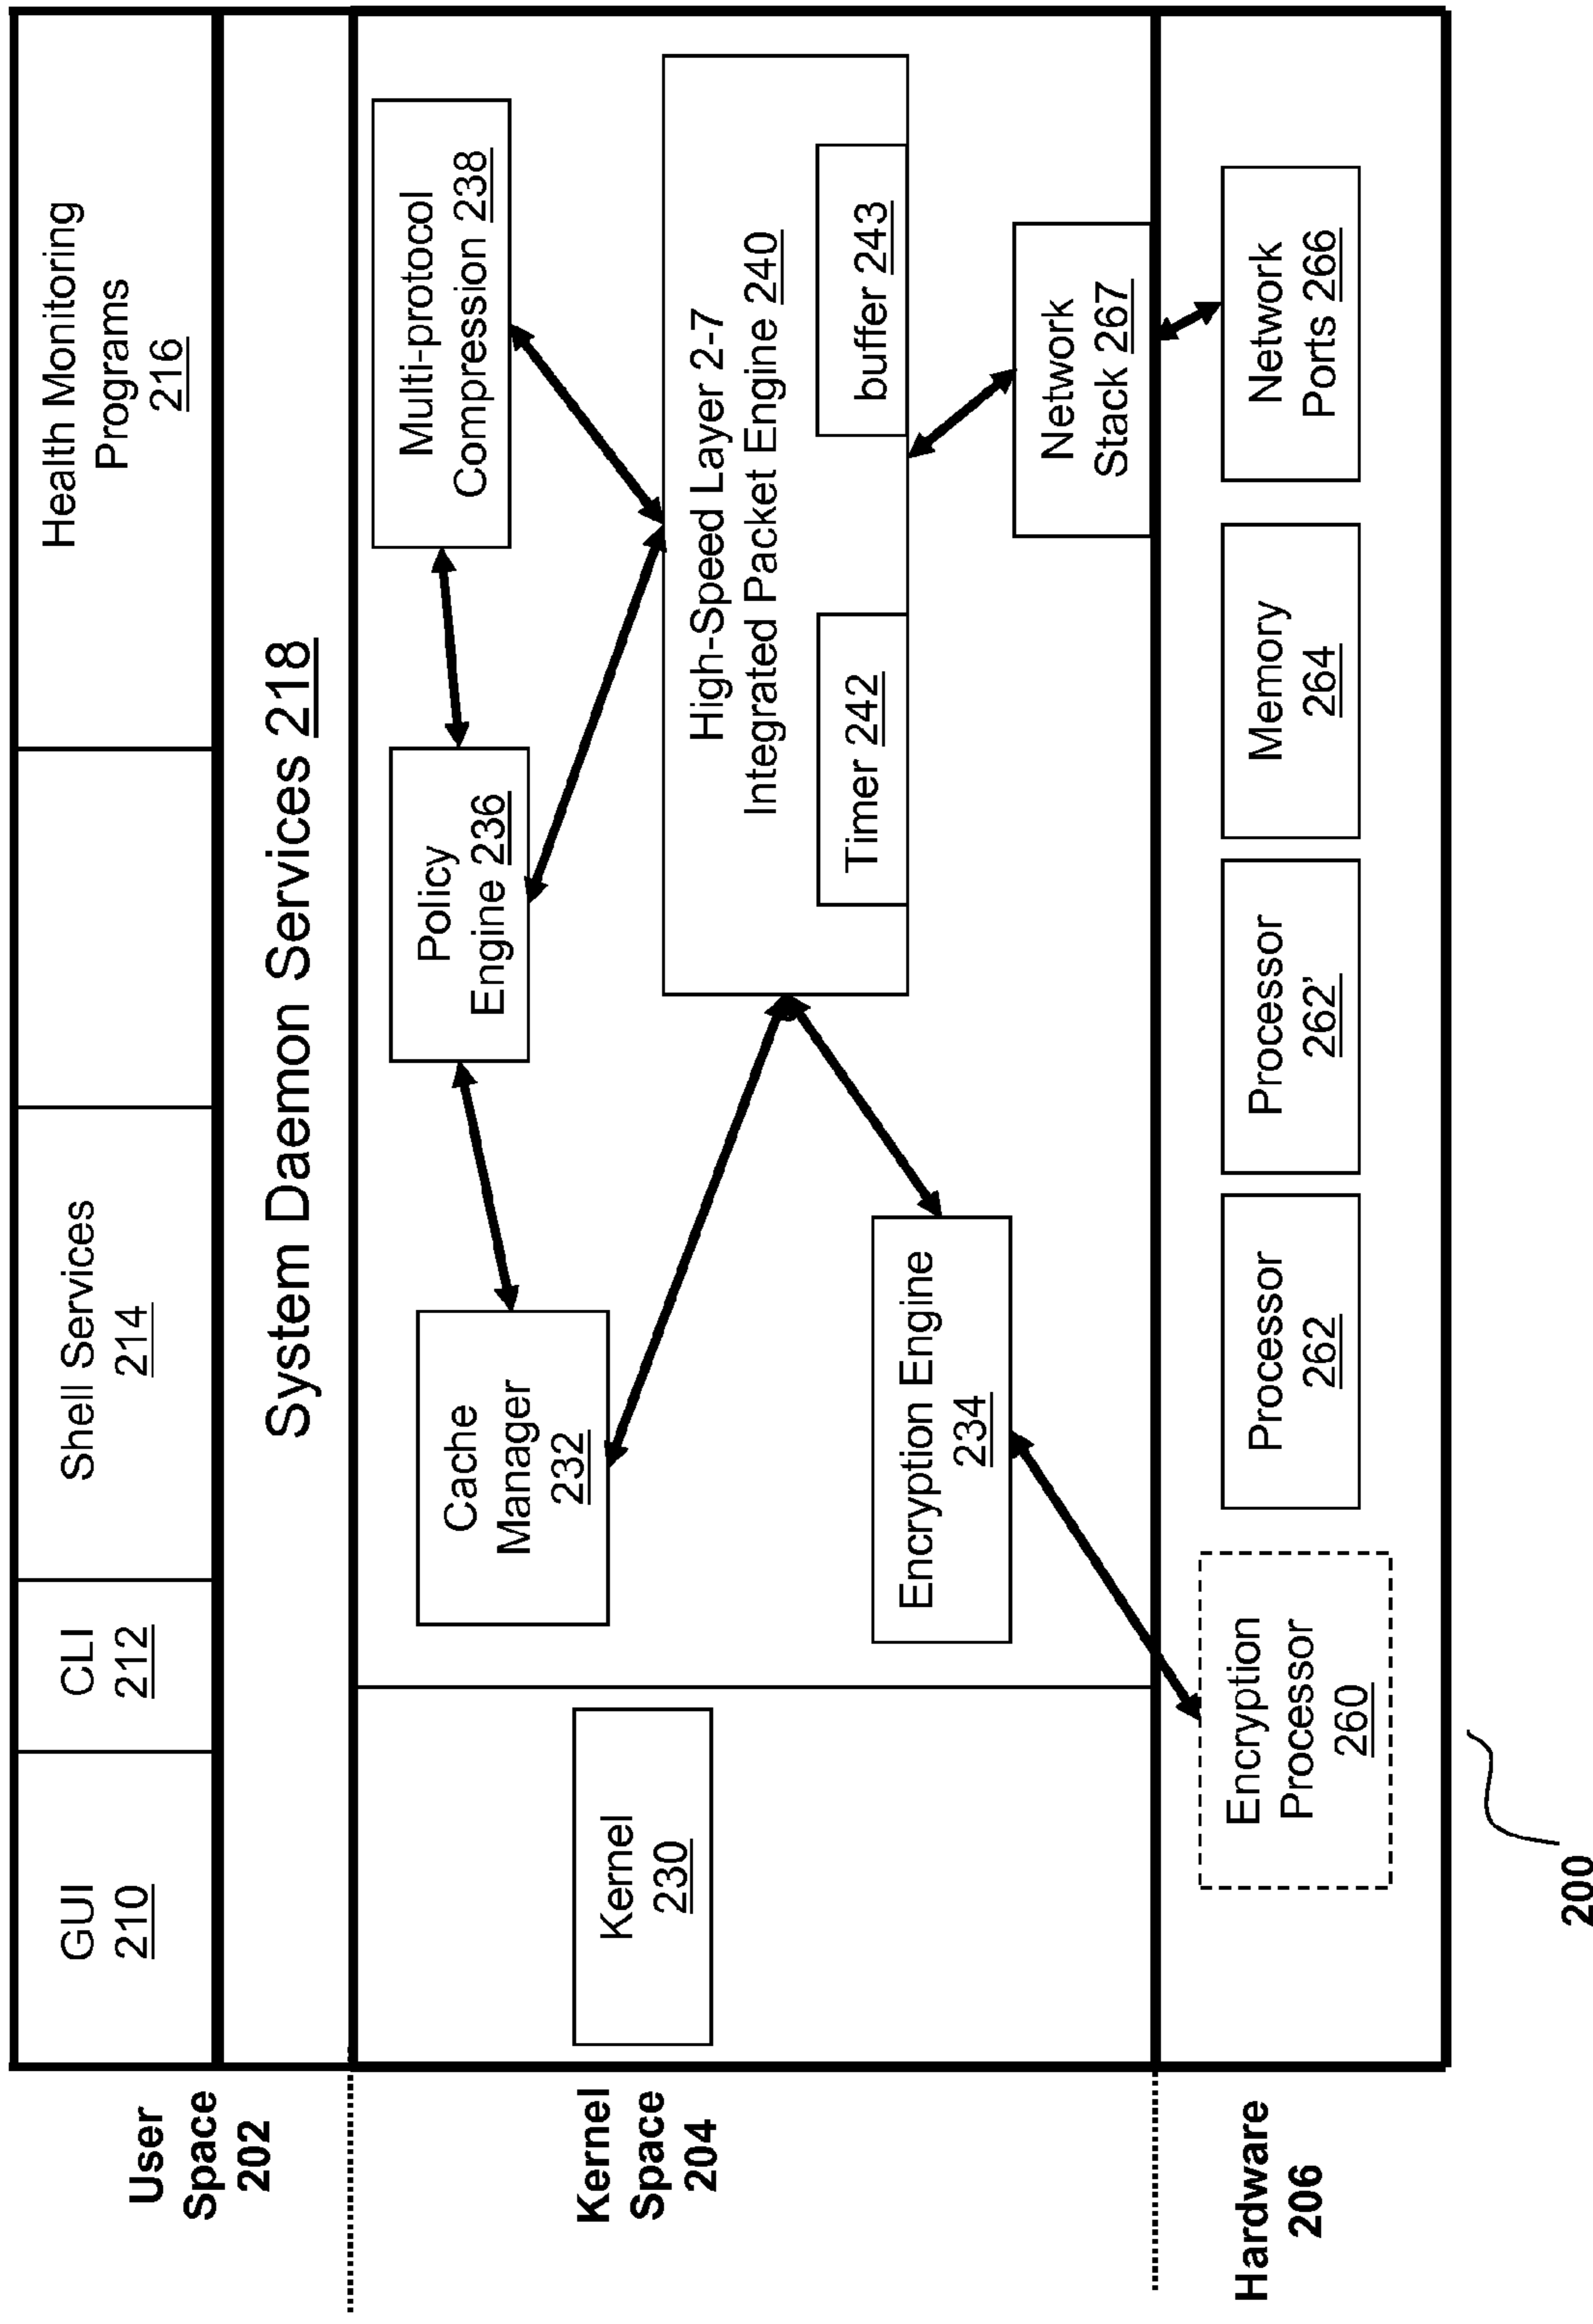 User
Space
202
GUI
210
CLI
212
Shell Services
214
Health Monitoring
Programs
216
System Daemon Services 218
Kernel
Space
204
Kernel
230
Cache
Manager
232
Policy
Engine 236
Multi-protocol
Compression 238
High-Speed Layer 2-7
Integrated Packet Engine 240
Timer 242
buffer 243
Encryption Engine
234
Network
Stack 267
Hardware
206
Encryption
Processor
260
Processor
262
Processor
262'
Memory
264
Network
Ports 266
200